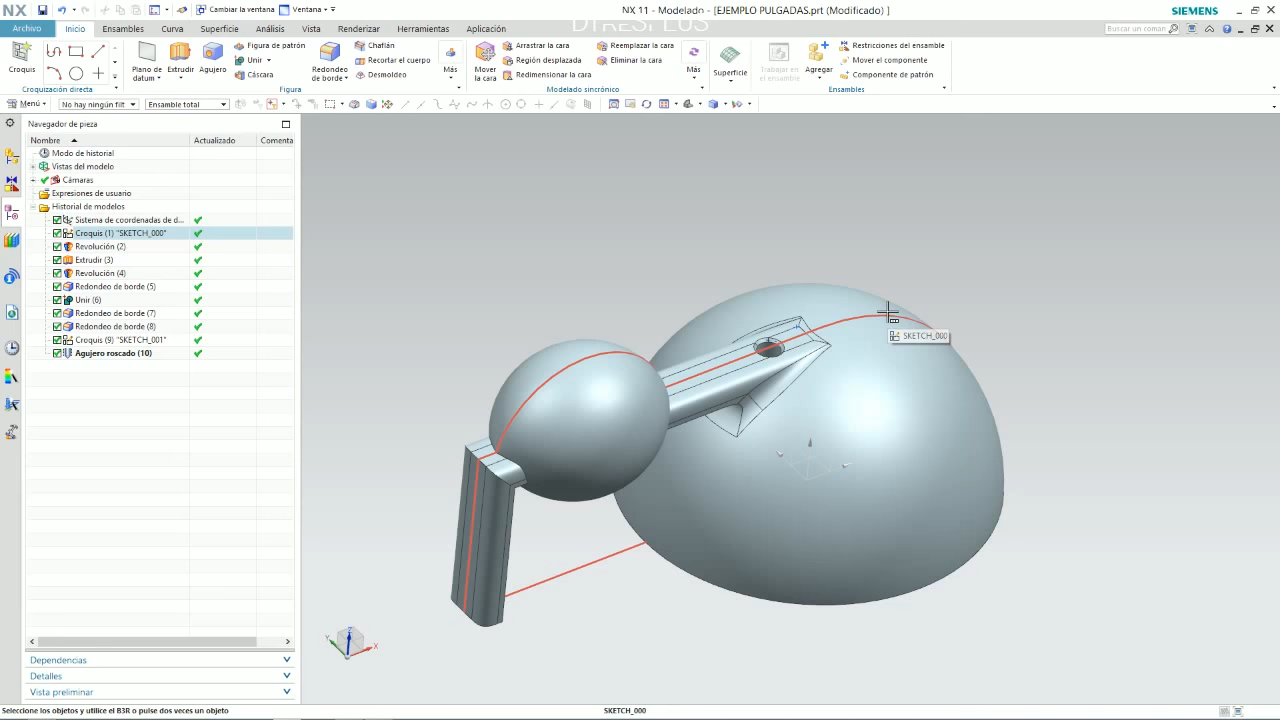 NX
Cambiar la ventana
Ventana
NX 11 - Modeladn - [EJEMPLO PULGADAS.prt (Modificado) ]
SIEMENS
DTRESPLUS
Archivo
Inicio
Ensambles
Curva
Superficie
Análisis
Vista
Renderizar
Herramientas
Aplicación
Buscar un coman
Croquis
Croquización directa
Plano de datum
Extrudir
Agujero
Figura de patrón
Unir
Cáscara
Redondeo de borde
Chaflán
Recortar el cuerpo
Desmoldeo
Más
Figura
Mover la cara
Arrastrar la cara
Región desplazada
Redimensionar la cara
Reemplazar la cara
Eliminar la cara
Más
Modelado sincrónico
Superficie
Trabajar en el ensamble
Agregar
Restricciones del ensamble
Mover el componente
Componente de patrón
Ensambles
Menú
No hay ningún filt
Ensamble total
Navegador de pieza
Nombre
Actualizado
Comenta
Modo de historial
Vistas del modelo
Cámaras
Expresiones de usuario
Historial de modelos
Sistema de coordenadas de d...
Croquis (1) "SKETCH_000"
Revolución (2)
Extrudir (3)
Revolución (4)
Redondeo de borde (5)
Unir (6)
Redondeo de borde (7)
Redondeo de borde (8)
Croquis (9) "SKETCH_001"
Agujero roscado (10)
SKETCH_000
Y
Z
X
Dependencias
Detalles
Vista preliminar
Seleccione los objetos y utilice el B3R o pulse dos veces un objeto
SKETCH_000